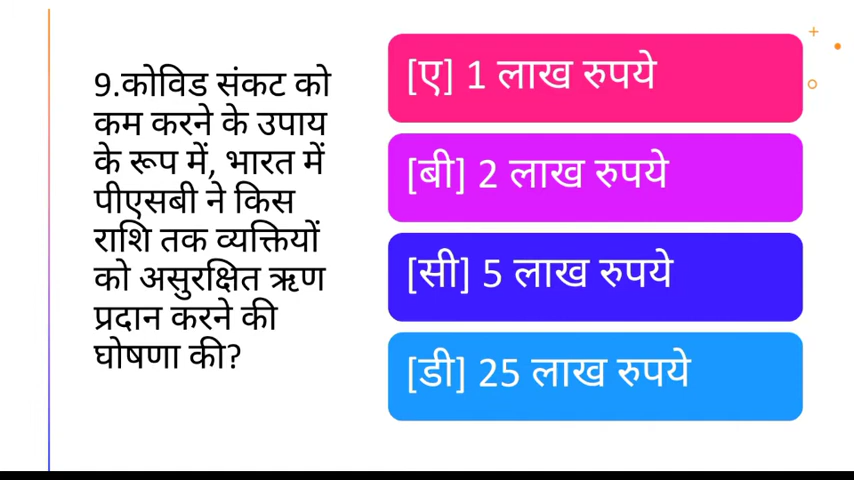 9.कोविड संकट को
कम करने के उपाय
के रूप में, भारत में
पीएसबी ने किस
राशि तक व्यक्तियों
को असुरक्षित ऋण
प्रदान करने की
घोषणा की?
[ए] 1 लाख रुपये
[बी] 2 लाख रुपये
[सी] 5 लाख रुपये
[डी] 25 लाख रुपये